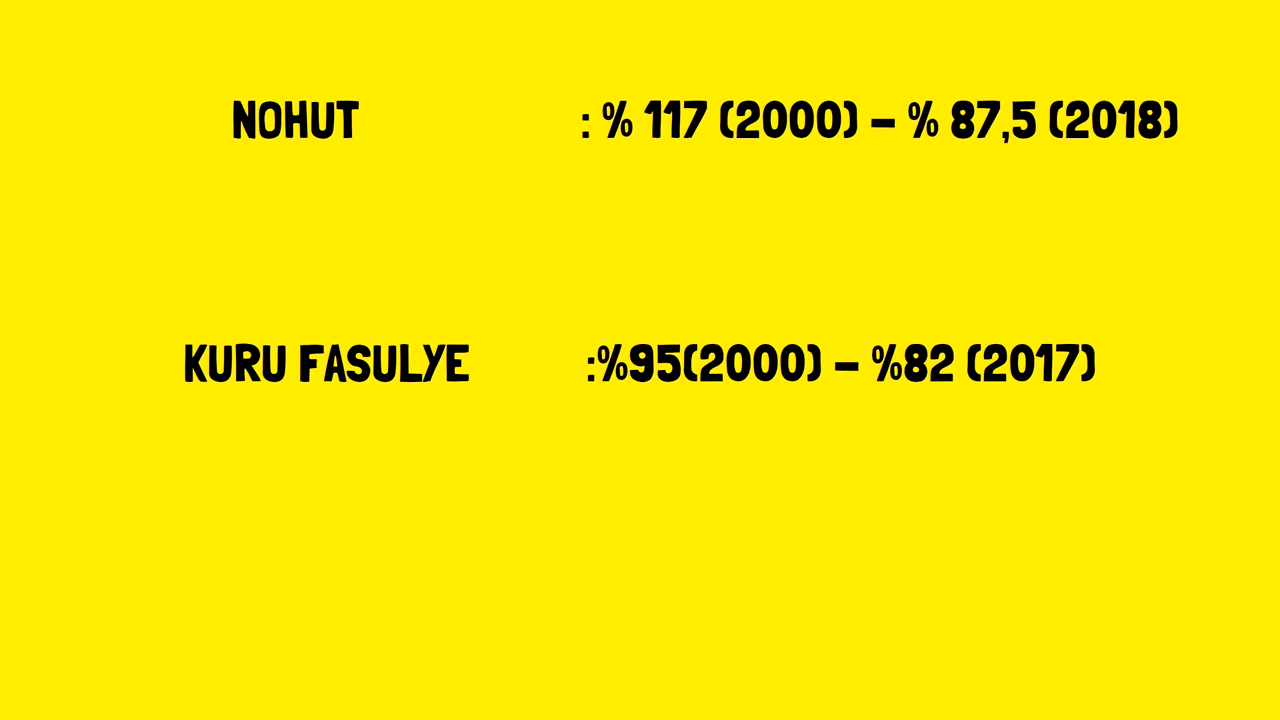 NOHUT : % 117 (2000) – % 87,5 (2018)
KURU FASULYE :%95(2000) – %82 (2017)